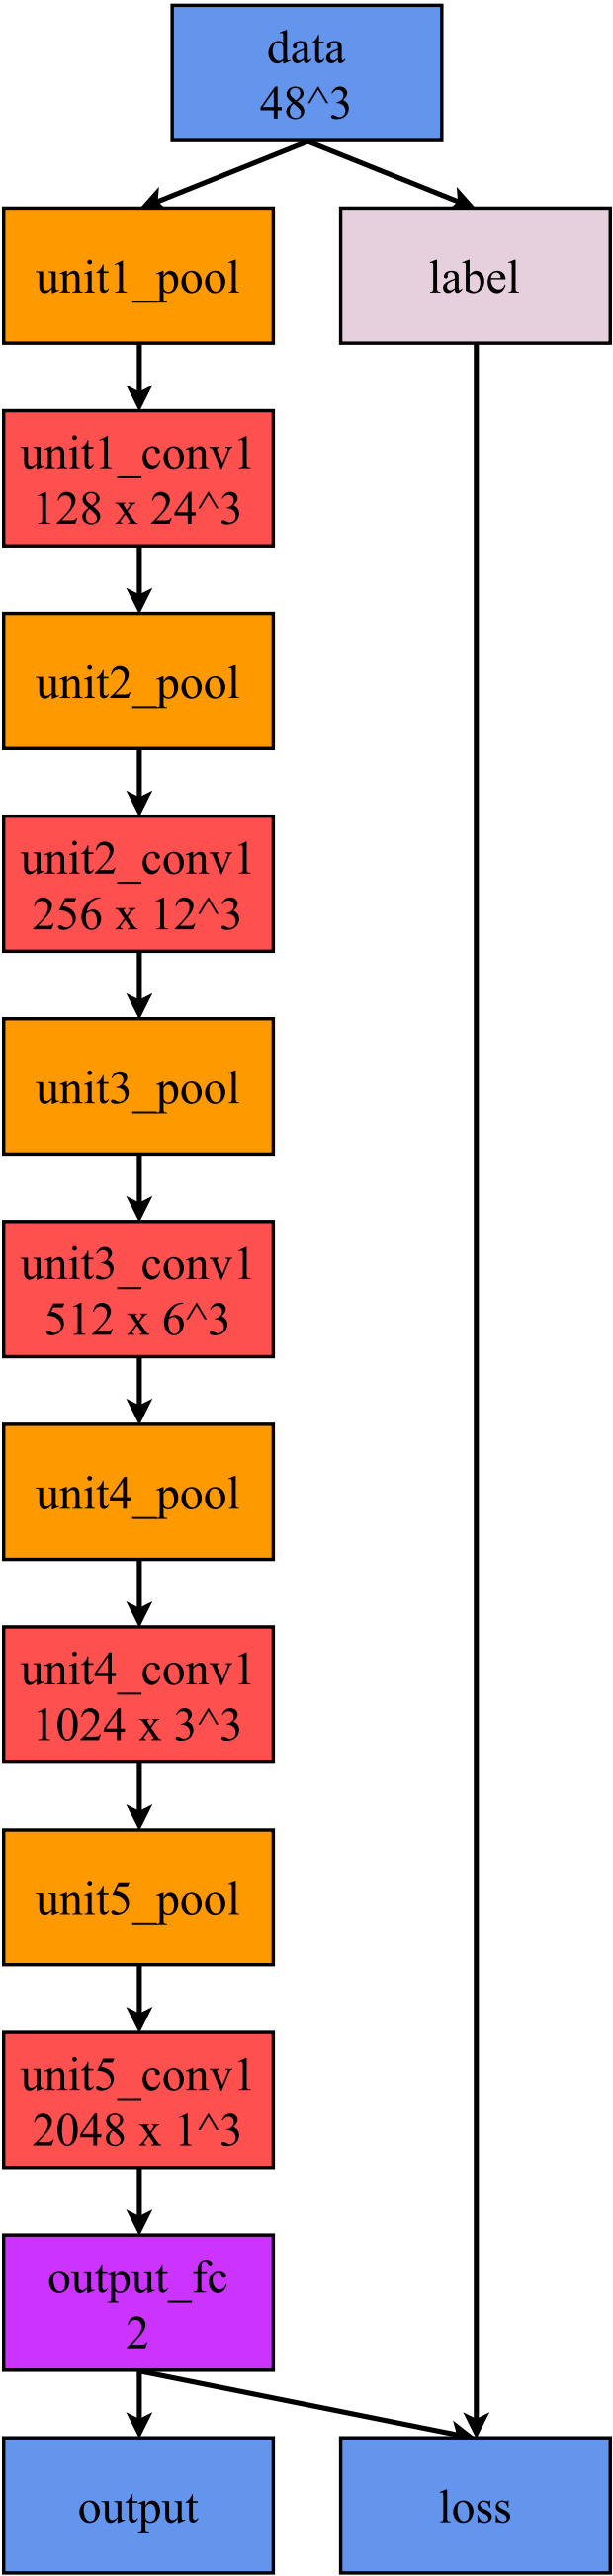 data
48^3
unit1_pool
label
unit1_conv1
128 x 24^3
unit2_pool
unit2_conv1
256 x 12^3
unit3_pool
unit3_conv1
512 x 6^3
unit4_pool
unit4_conv1
1024 x 3^3
unit5_pool
unit5_conv1
2048 x 1^3
output_fc
2
output
loss